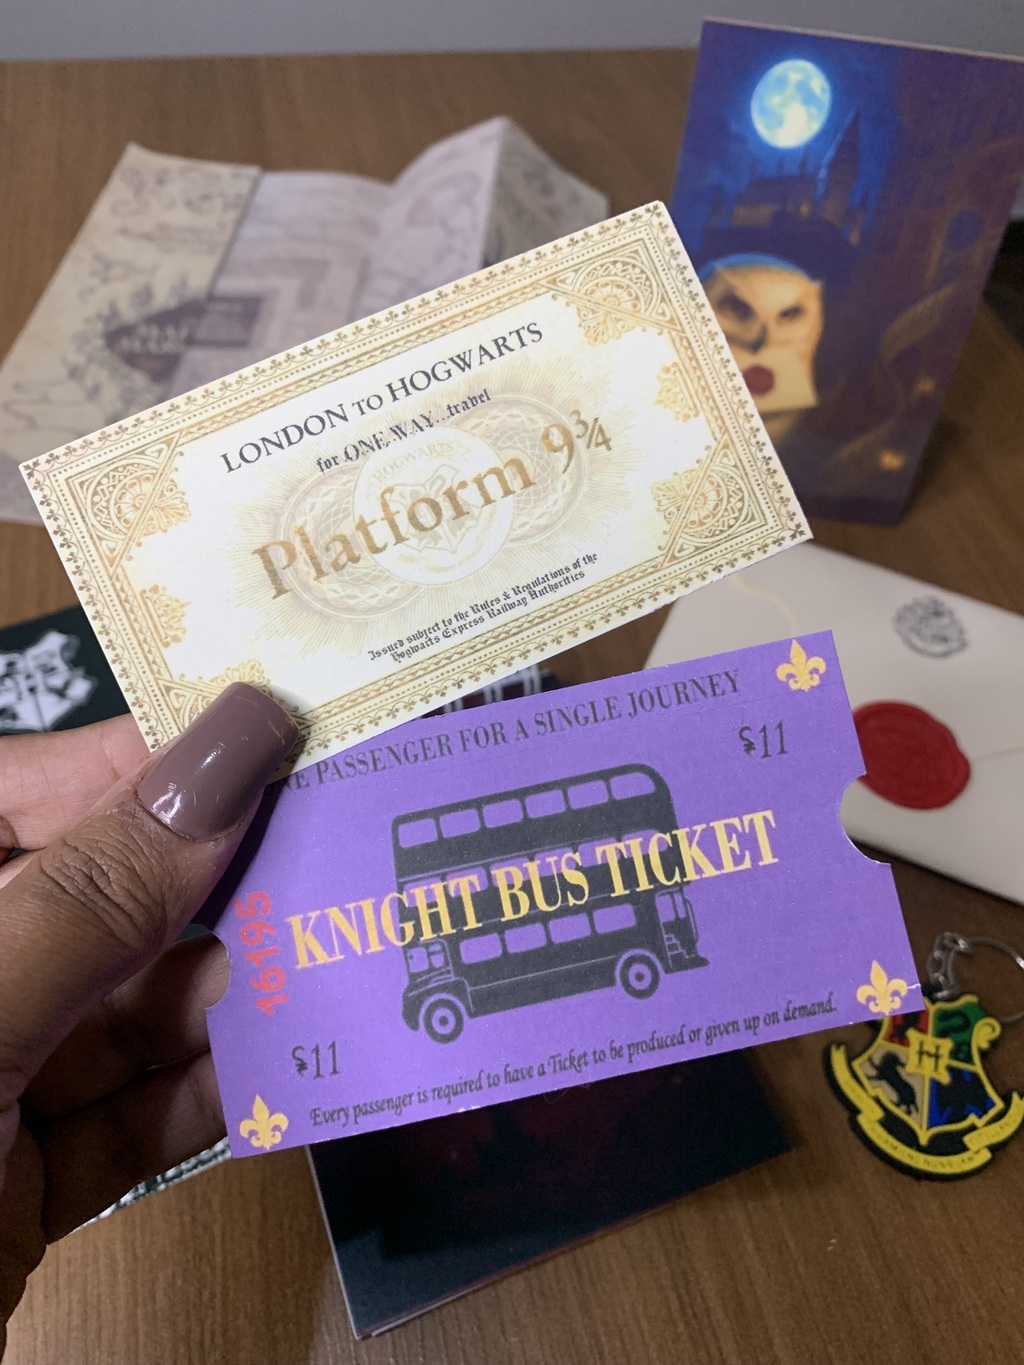 LONDON TO HOGWARTS
for ONE WAY...travel
HOGWARTS
Platform 9¾
Issued subject to the Rules & Regulations of the
Hogwarts Express Railway Authorities
NE PASSENGER FOR A SINGLE JOURNEY
$11
KNIGHT BUS TICKET
16195
$11
Every passenger is required to have a Ticket to be produced or given up on demand.
H